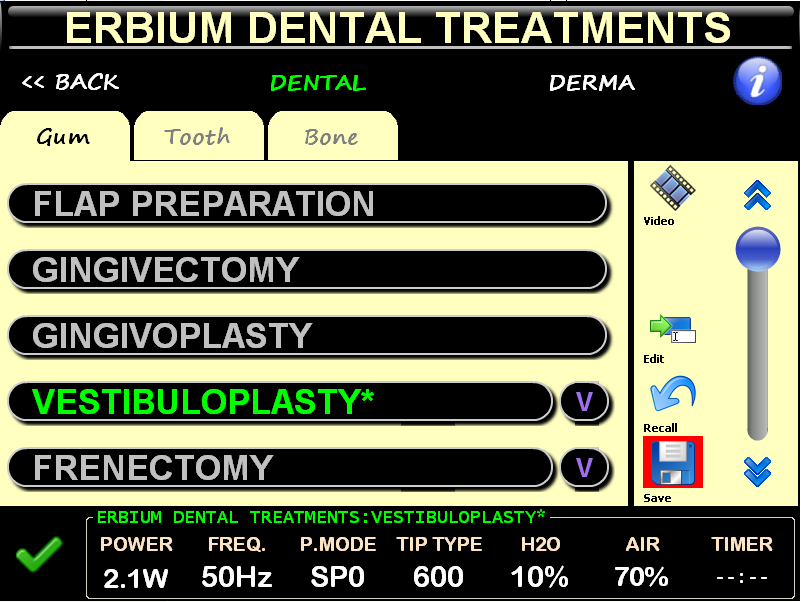 ERBIUM DENTAL TREATMENTS
<< BACK DENTAL DERMA i
Gum Tooth Bone
FLAP PREPARATION
Video
GINGIVECTOMY
GINGIVOPLASTY
Edit
VESTIBULOPLASTY* V
Recall
FRENECTOMY V
Save
ERBIUM DENTAL TREATMENTS:VESTIBULOPLASTY*
POWER FREQ. P.MODE TIP TYPE H2O AIR TIMER
2.1W 50Hz SP0 600 10% 70% --:--